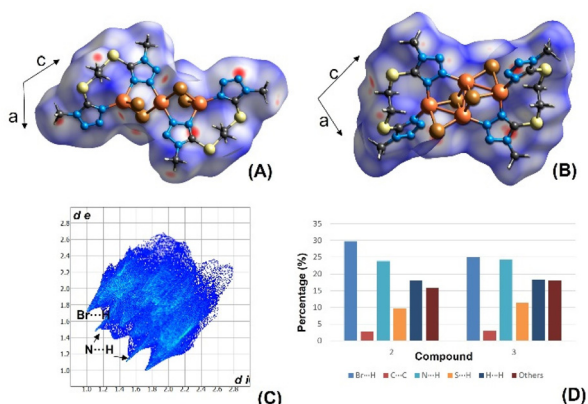 c
a
(A)
c
a
(B)
d e
2.8
2.6
2.4
2.2
2.0
1.8
1.6
1.4
1.2
1.0
Br···H
N···H
1.0 1.2 1.4 1.6 1.8 2.0 2.2 2.4 2.6 2.8
d i
(C)
Percentage (%)
35
30
25
20
15
10
5
0
2 3
Compound
Br···H C···C N···H S···H H···H Others
(D)